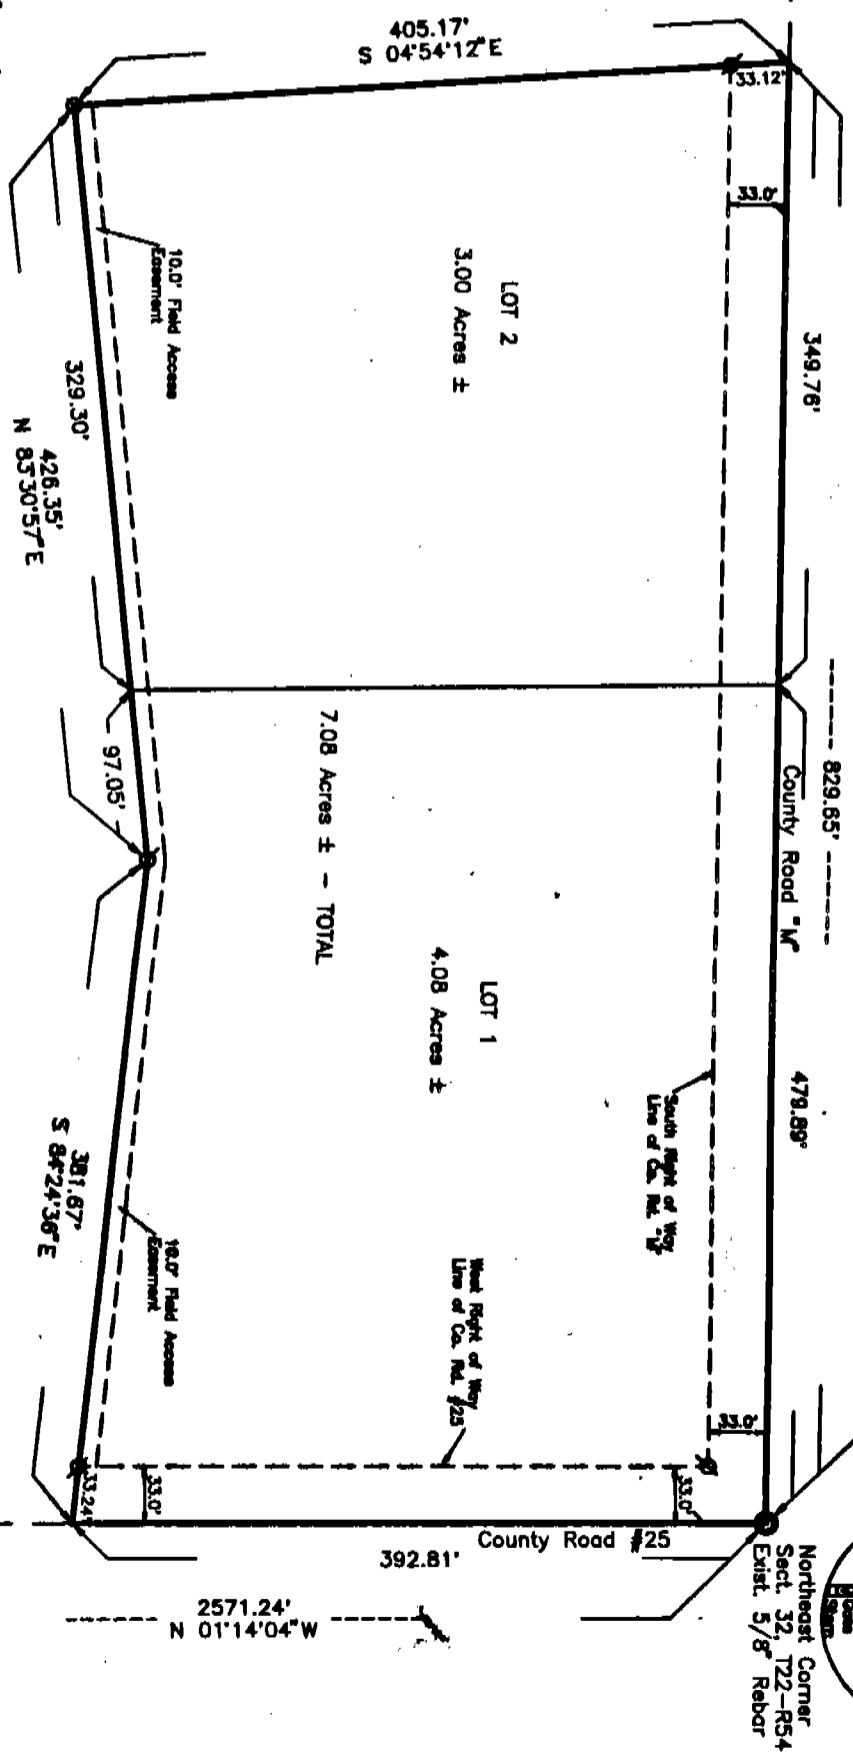 405.17'
S 04°54'12" E
33.12'
33.0'
349.76'
LOT 2
3.00 Acres ±
10.0' Field Access
Easement
329.30'
426.35'
N 83°30'57" E
829.65'
County Road "M"
97.05'
7.08 Acres ± - TOTAL
LOT 1
4.08 Acres ±
479.89'
South Right of Way
Line of Co. Rd. "M"
West Right of Way
Line of Co. Rd. #25
381.67'
S 84°24'36" E
10.0' Field Access
Easement
33.0'
33.24'
33.0'
33.0'
County Road #25
392.81'
2571.24'
N 01°14'04" W
Northeast Corner
Sect. 32, T22-R54
Exist. 5/8" Rebar